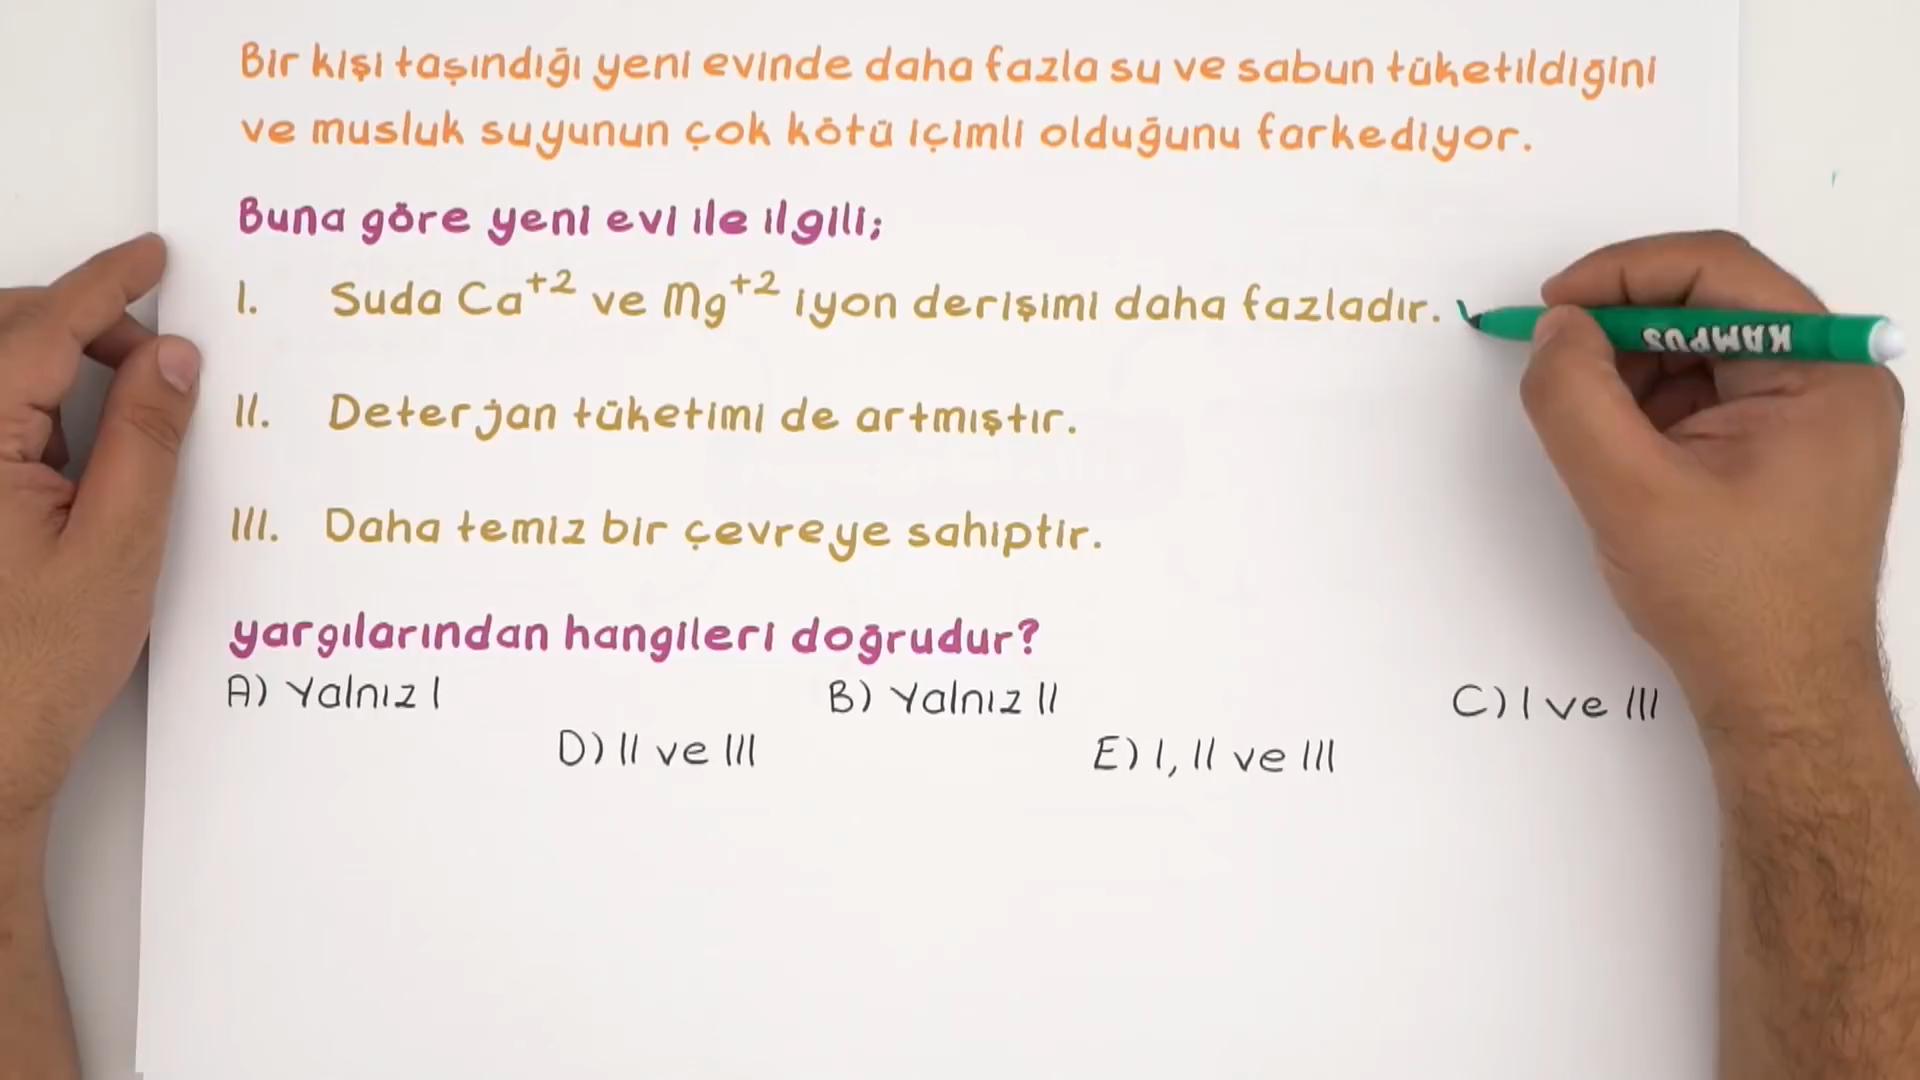 Bir kişi taşındığı yeni evinde daha fazla su ve sabun tüketildiğini
ve musluk suyunun çok kötü içimli olduğunu farkediyor.
Buna göre yeni evi ile ilgili;
I. Suda Ca⁺² ve Mg⁺² iyon derişimi daha fazladır.
KAMPUS
II. Deterjan tüketimi de artmıştır.
III. Daha temiz bir çevreye sahiptir.
yargılarından hangileri doğrudur?
A) Yalnız I B) Yalnız II C) I ve III
D) II ve III E) I, II ve III